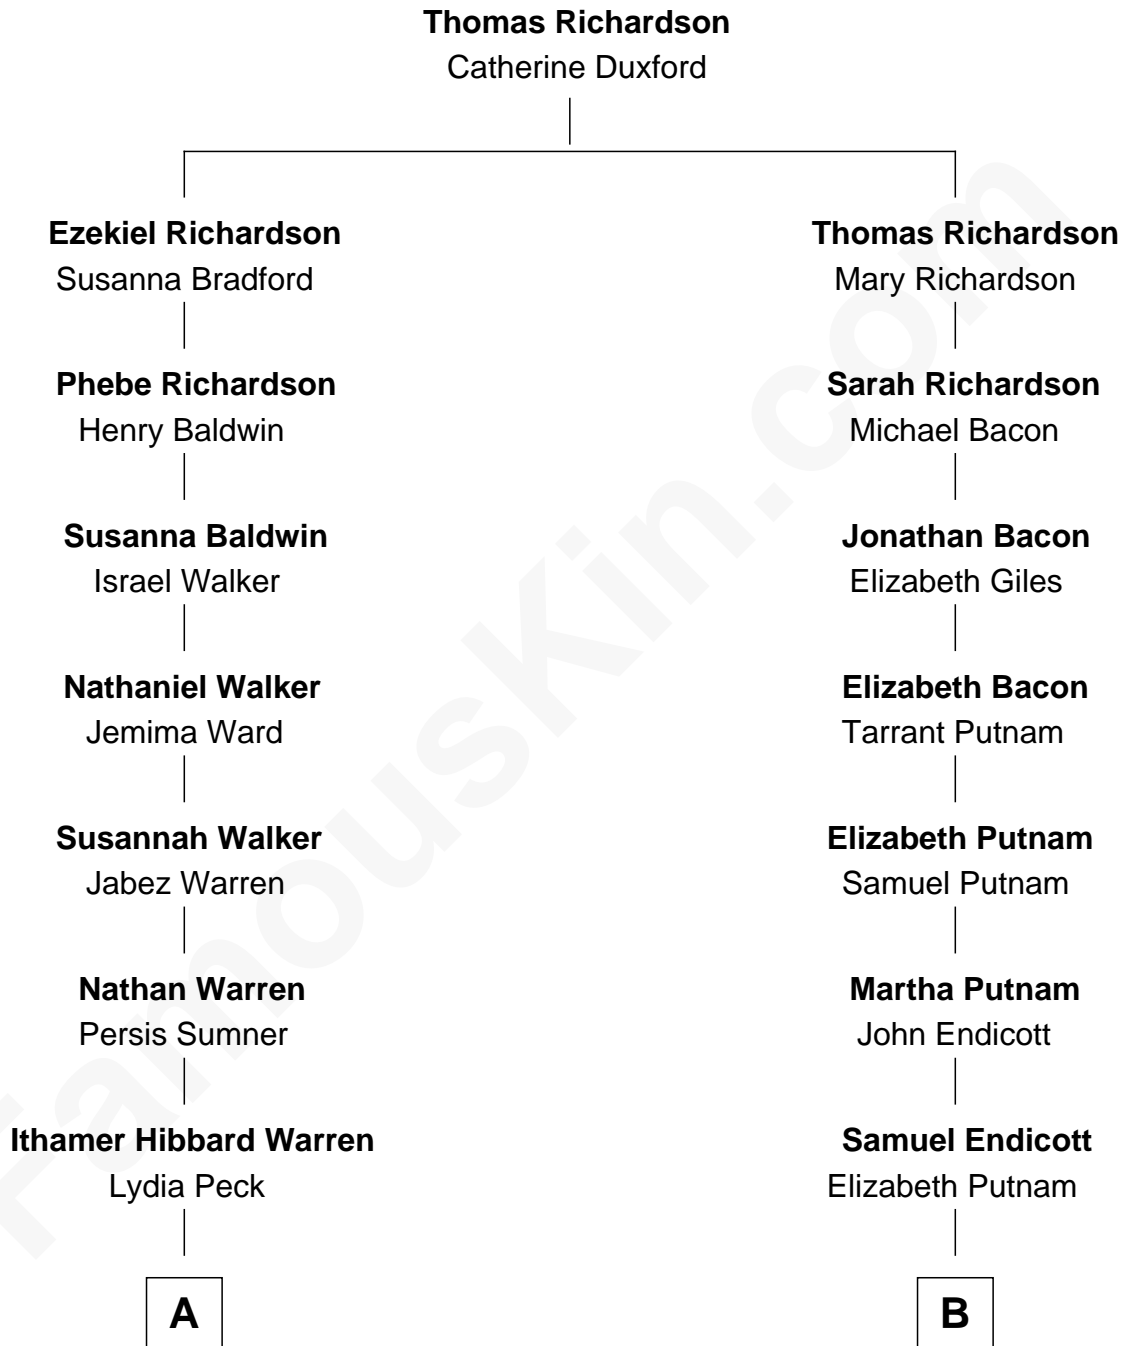 Thomas Richardson
Catherine Duxford
Ezekiel Richardson
Susanna Bradford
Thomas Richardson
Mary Richardson
Phebe Richardson
Henry Baldwin
Sarah Richardson
Michael Bacon
Susanna Baldwin
Israel Walker
Jonathan Bacon
Elizabeth Giles
Nathaniel Walker
Jemima Ward
Elizabeth Bacon
Tarrant Putnam
Susannah Walker
Jabez Warren
Elizabeth Putnam
Samuel Putnam
Nathan Warren
Persis Sumner
Martha Putnam
John Endicott
Ithamer Hibbard Warren
Lydia Peck
Samuel Endicott
Elizabeth Putnam
A
B
FamousKin.com